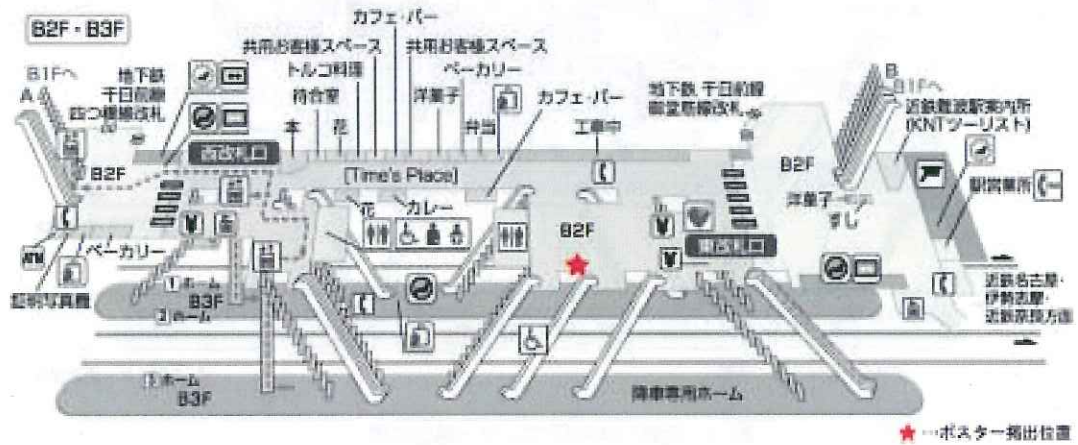 B2F・B3F
カフェ・バー
共用お客様スペース
共用お客様スペース
トルコ料理
ベーカリー
待合室
洋菓子
カフェ・バー
本
花
弁当
工事中
B1Fへ
A
地下鉄
千日前線
四つ橋線改札
地下鉄 千日前線
御堂筋線改札
B
B1Fへ
近鉄難波駅案内所
(KNTツーリスト)
西改札口
B2F
[Time's Place]
B2F
駅営業所
花
カレー
洋菓子
すし
B2F
東改札口
ATM
ベーカリー
証明写真機
1 ホーム
B3F
2 ホーム
近鉄名古屋・
伊勢志摩・
近鉄奈良方面
3 ホーム
B3F
降車専用ホーム
★…ポスター掲出位置